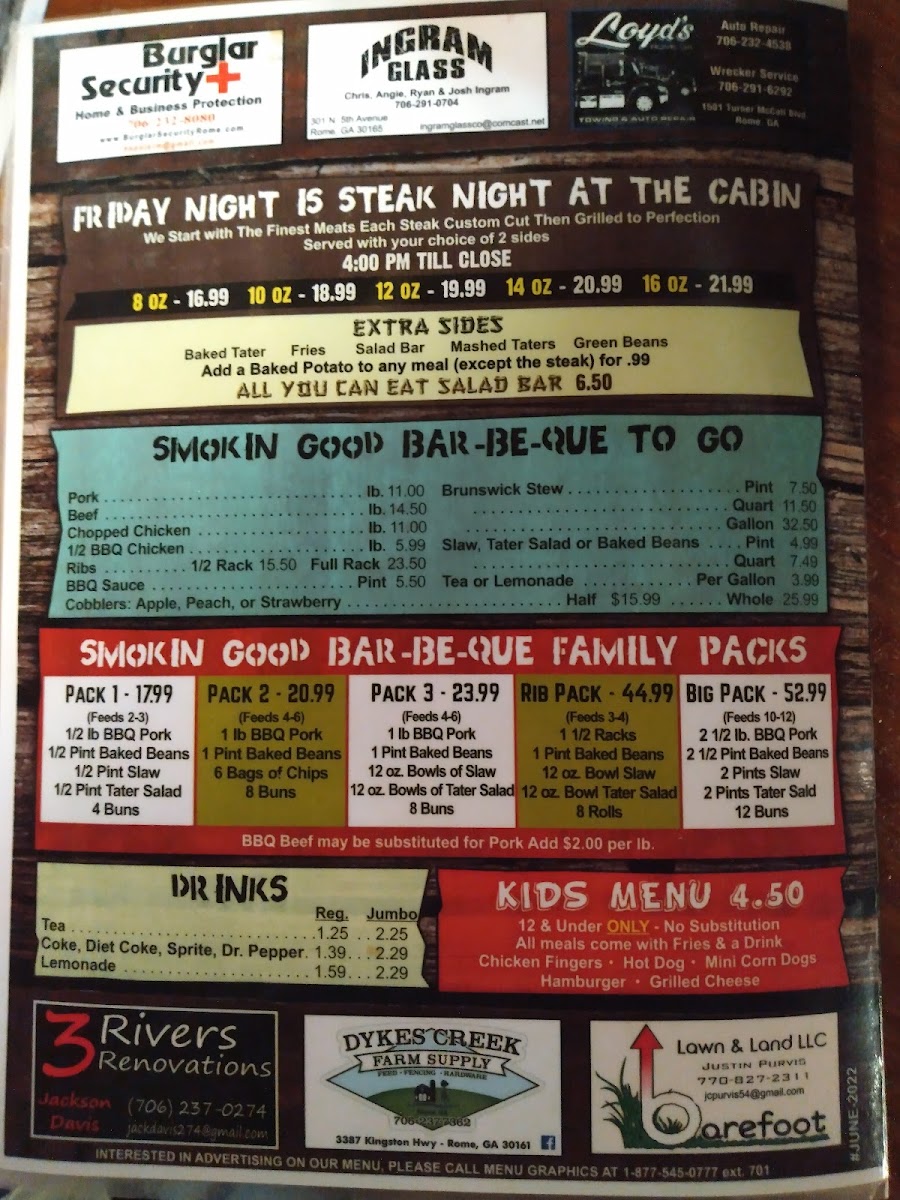 Burglar
Security+
Home & Business Protection
706-232-8080
www.BurglarSecurityRome.com
INGRAM
GLASS
Chris, Angie, Ryan & Josh Ingram
706-291-0704
301 N. 5th Avenue
Rome, GA 30165
ingramglassco@comcast.net
Loyd's
Auto Repair
706-232-4538
Wrecker Service
706-291-6292
1501 Turner McCall Blvd
Rome, GA
TOWING & AUTO REPAIR
FRIDAY NIGHT IS STEAK NIGHT AT THE CABIN
We Start with The Finest Meats Each Steak Custom Cut Then Grilled to Perfection
Served with your choice of 2 sides
4:00 PM TILL CLOSE
8 OZ - 16.99 10 OZ - 18.99 12 OZ - 19.99 14 OZ - 20.99 16 OZ - 21.99
EXTRA SIDES
Baked Tater Fries Salad Bar Mashed Taters Green Beans
Add a Baked Potato to any meal (except the steak) for .99
ALL YOU CAN EAT SALAD BAR 6.50
SMOKIN GOOD BAR-BE-QUE TO GO
Pork . . . . . . . . . . lb. 11.00
Beef . . . . . . . . . . lb. 14.50
Chopped Chicken . . . . . . . . . . lb. 11.00
1/2 BBQ Chicken . . . . . . . . . . lb. 5.99
Ribs . . . . . . . . . . 1/2 Rack 15.50 Full Rack 23.50
BBQ Sauce . . . . . . . . . . Pint 5.50
Brunswick Stew . . . . . . . . . . Pint 7.50
. . . . . . . . . . Quart 11.50
. . . . . . . . . . Gallon 32.50
Slaw, Tater Salad or Baked Beans . . . . . Pint 4.99
. . . . . . . . . . Quart 7.49
Tea or Lemonade . . . . . . . . . . Per Gallon 3.99
Cobblers: Apple, Peach, or Strawberry . . . . . . . . . . Half $15.99 . . . . . . Whole 25.99
SMOKIN GOOD BAR-BE-QUE FAMILY PACKS
PACK 1 - 17.99
(Feeds 2-3)
1/2 lb BBQ Pork
1/2 Pint Baked Beans
1/2 Pint Slaw
1/2 Pint Tater Salad
4 Buns
PACK 2 - 20.99
(Feeds 4-6)
1 lb BBQ Pork
1 Pint Baked Beans
6 Bags of Chips
8 Buns
PACK 3 - 23.99
(Feeds 4-6)
1 lb BBQ Pork
1 Pint Baked Beans
12 oz. Bowls of Slaw
12 oz. Bowls of Tater Salad
8 Buns
RIB PACK - 44.99
(Feeds 3-4)
1 1/2 Racks
1 Pint Baked Beans
12 oz. Bowl Slaw
12 oz. Bowl Tater Salad
8 Rolls
BIG PACK - 52.99
(Feeds 10-12)
2 1/2 lb. BBQ Pork
2 1/2 Pint Baked Beans
2 Pints Slaw
2 Pints Tater Sald
12 Buns
BBQ Beef may be substituted for Pork Add $2.00 per lb.
DRINKS
Reg. Jumbo
Tea . . . . . . . . . . 1.25 . . 2.25
Coke, Diet Coke, Sprite, Dr. Pepper. 1.39. . . 2.29
Lemonade . . . . . . . . . . 1.59. . . 2.29
KIDS MENU 4.50
12 & Under ONLY - No Substitution
All meals come with Fries & a Drink
Chicken Fingers • Hot Dog • Mini Corn Dogs
Hamburger • Grilled Cheese
3 Rivers
Renovations
Jackson
Davis
(706) 237-0274
jackdavis274@gmail.com
DYKES CREEK
FARM SUPPLY
FEED · FENCING · HARDWARE
3387 Kingston Hwy - Rome, GA 30161
Lawn & Land LLC
JUSTIN PURVIS
770-827-2311
jcpurvis54@gmail.com
barefoot
#JUNE-2022
INTERESTED IN ADVERTISING ON OUR MENU, PLEASE CALL MENU GRAPHICS AT 1-877-545-0777 ext. 701